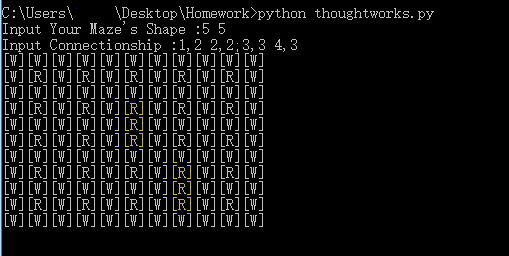 C:\Users\ \Desktop\Homework>python thoughtworks.py
Input Your Maze's Shape :5 5
Input Connectionship :1,2 2,2;3,3 4,3
[W][W][W][W][W][W][W][W][W][W][W]
[W][R][W][R][W][R][W][R][W][R][W]
[W][W][W][W][W][W][W][W][W][W][W]
[W][R][W][R][W][R][W][R][W][R][W]
[W][W][W][W][W][R][W][W][W][W][W]
[W][R][W][R][W][R][W][R][W][R][W]
[W][W][W][W][W][W][W][W][W][W][W]
[W][R][W][R][W][R][W][R][W][R][W]
[W][W][W][W][W][W][W][R][W][W][W]
[W][R][W][R][W][R][W][R][W][R][W]
[W][W][W][W][W][W][W][W][W][W][W]